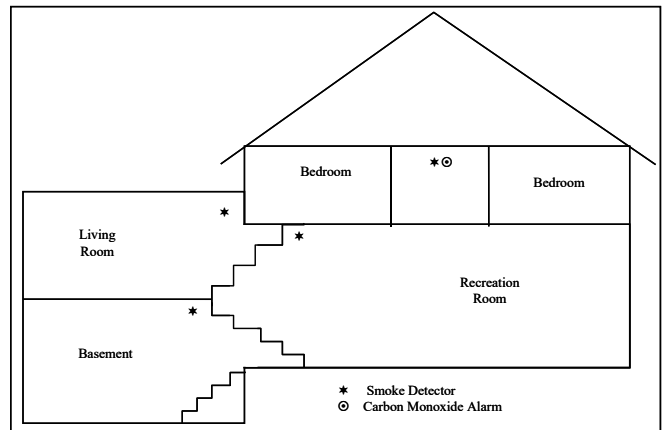 Bedroom
Bedroom
Living
Room
Recreation
Room
Basement
Smoke Detector
Carbon Monoxide Alarm